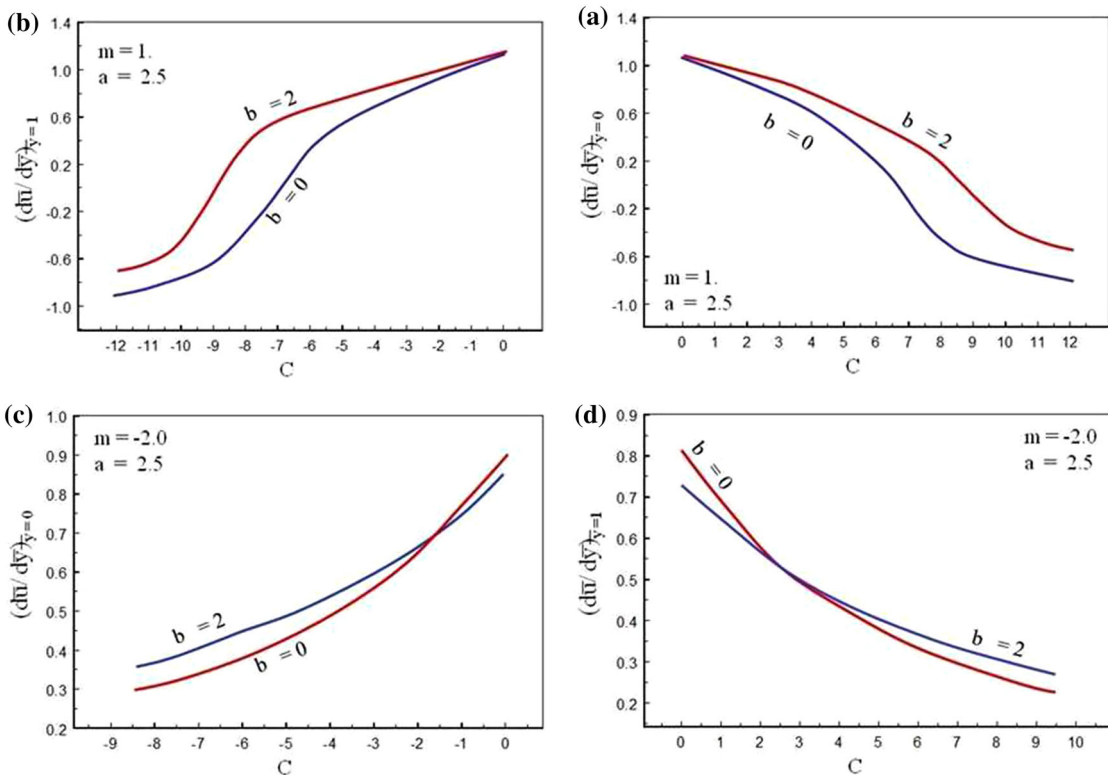 (b)
1.4
1.0
0.6
0.2
-0.2
-0.6
-1.0
m = 1.
a = 2.5
b = 2
b = 0
(dū/dȳ)ȳ=1
-12 -11 -10 -9 -8 -7 -6 -5 -4 -3 -2 -1 0
C
(a)
1.4
1.0
0.6
0.2
-0.2
-0.6
-1.0
b = 2
b = 0
m = 1.
a = 2.5
(dū/dȳ)ȳ=0
0 1 2 3 4 5 6 7 8 9 10 11 12
C
(c)
1.0
0.9
0.8
0.7
0.6
0.5
0.4
0.3
0.2
m = -2.0
a = 2.5
b = 2
b = 0
(dū/dȳ)ȳ=0
-9 -8 -7 -6 -5 -4 -3 -2 -1 0
C
(d)
0.9
0.8
0.7
0.6
0.5
0.4
0.3
0.2
m = -2.0
a = 2.5
b = 0
b = 2
(dū/dȳ)ȳ=1
0 1 2 3 4 5 6 7 8 9 10
C